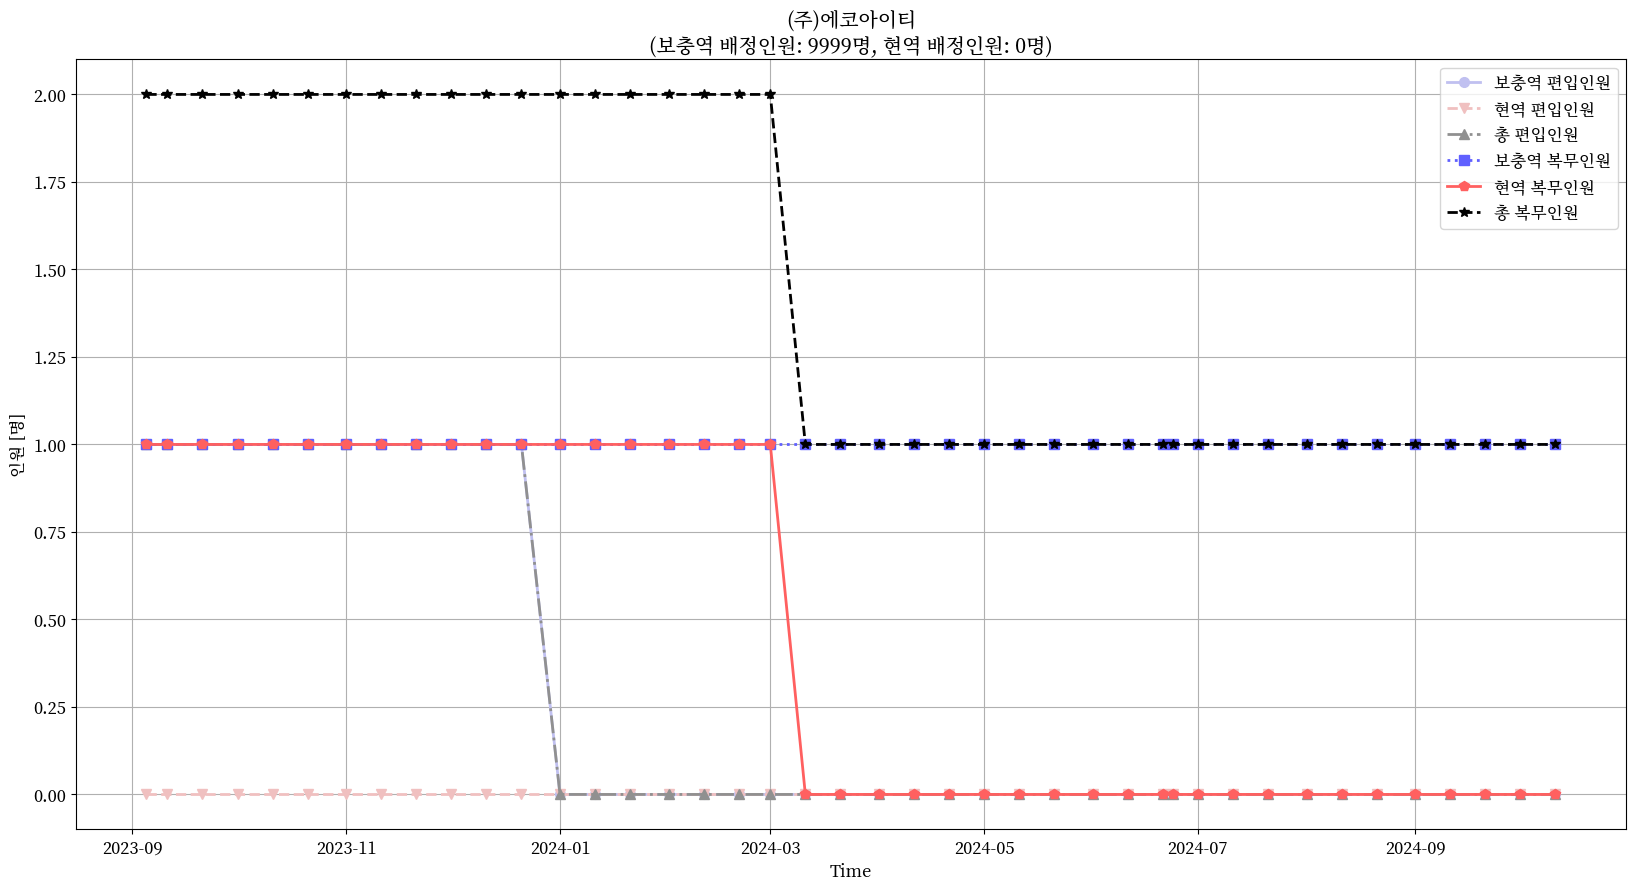 (주)에코아이티
(보충역 배정인원: 9999명, 현역 배정인원: 0명)
보충역 편입인원
현역 편입인원
총 편입인원
보충역 복무인원
현역 복무인원
총 복무인원
인원 [명]
2.00
1.75
1.50
1.25
1.00
0.75
0.50
0.25
0.00
2023-09
2023-11
2024-01
2024-03
2024-05
2024-07
2024-09
Time